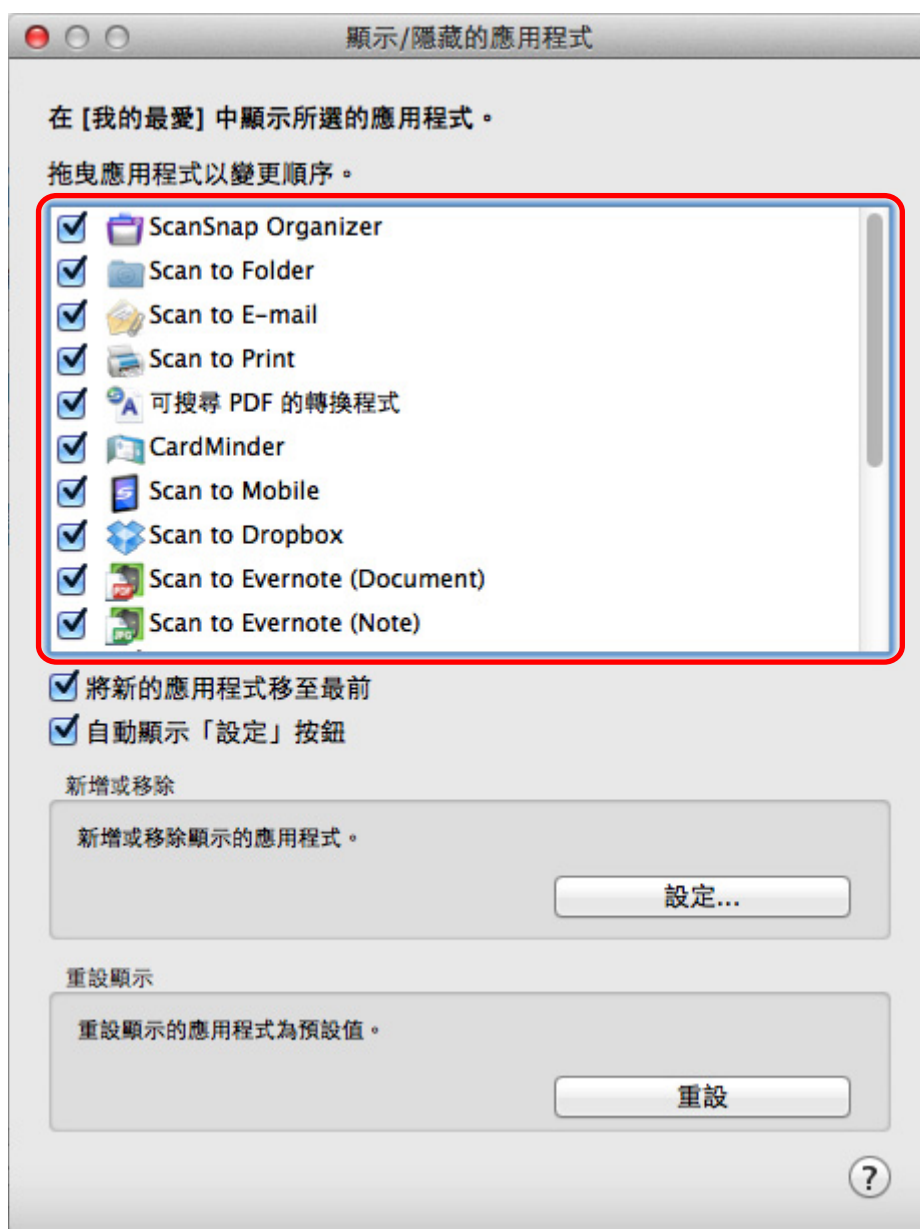 顯示/隱藏的應用程式
在 [我的最愛] 中顯示所選的應用程式。
拖曳應用程式以變更順序。
ScanSnap Organizer
Scan to Folder
Scan to E-mail
Scan to Print
可搜尋 PDF 的轉換程式
CardMinder
Scan to Mobile
Scan to Dropbox
Scan to Evernote (Document)
Scan to Evernote (Note)
將新的應用程式移至最前
自動顯示「設定」按鈕
新增或移除
新增或移除顯示的應用程式。
設定...
重設顯示
重設顯示的應用程式為預設值。
重設
?